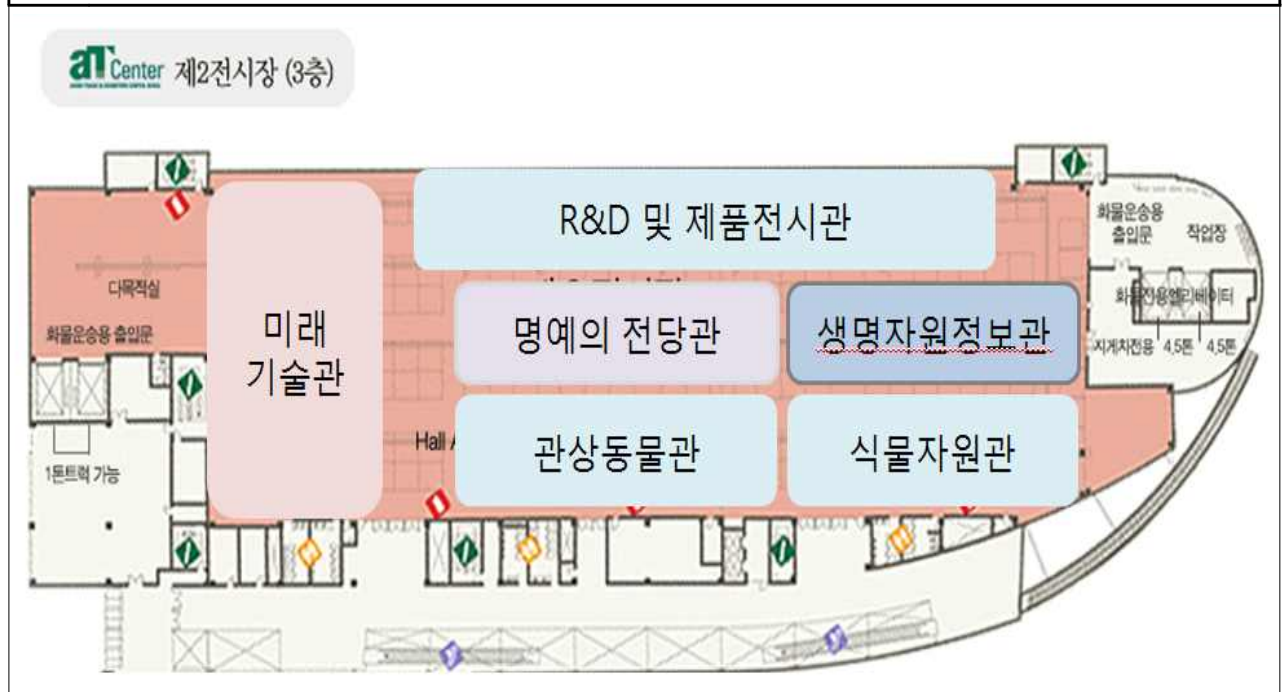 aT Center 제2전시장 (3층)
R&D 및 제품전시관
화물운송용
출입문
작업장
다목적실
미래
기술관
명예의 전당관
생명자원정보관
화물전용엘리베이터
화물운송용 출입문
지게차전용 4.5톤 4.5톤
Hall A
관상동물관
식물자원관
1톤트럭 가능